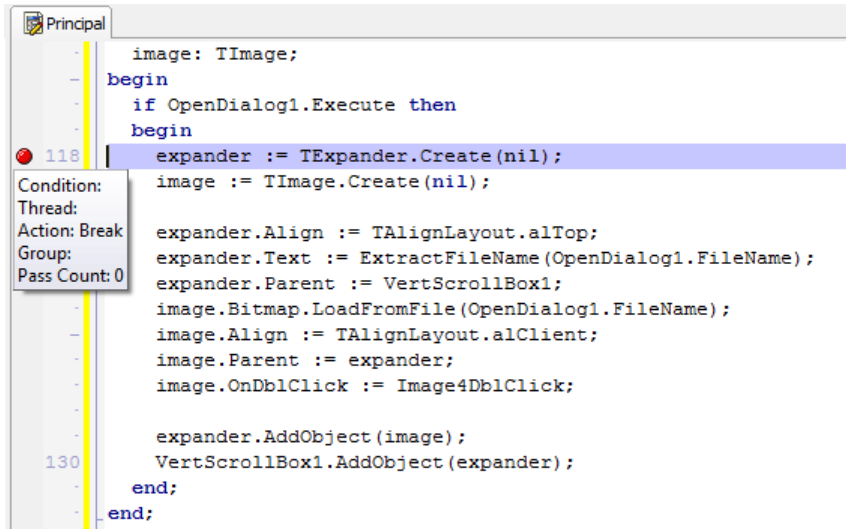 Principal
image: TImage;
begin
if OpenDialog1.Execute then
begin
118 expander := TExpander.Create(nil);
image := TImage.Create(nil);
Condition:
Thread:
Action: Break
Group:
Pass Count: 0
expander.Align := TAlignLayout.alTop;
expander.Text := ExtractFileName(OpenDialog1.FileName);
expander.Parent := VertScrollBox1;
image.Bitmap.LoadFromFile(OpenDialog1.FileName);
image.Align := TAlignLayout.alClient;
image.Parent := expander;
image.OnDblClick := Image4DblClick;
expander.AddObject(image);
130 VertScrollBox1.AddObject(expander);
end;
end;